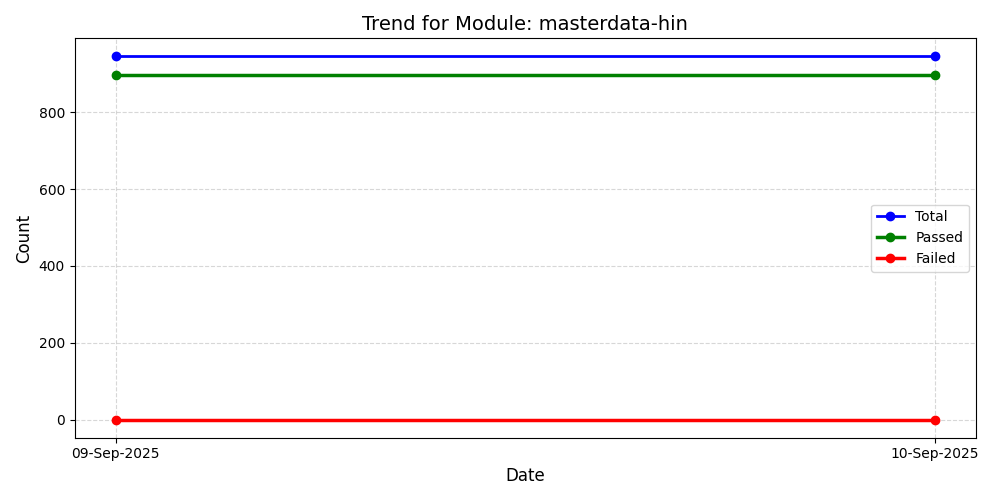 Trend for Module: masterdata-hin
Count
800
600
400
200
0
Total
Passed
Failed
09-Sep-2025
10-Sep-2025
Date